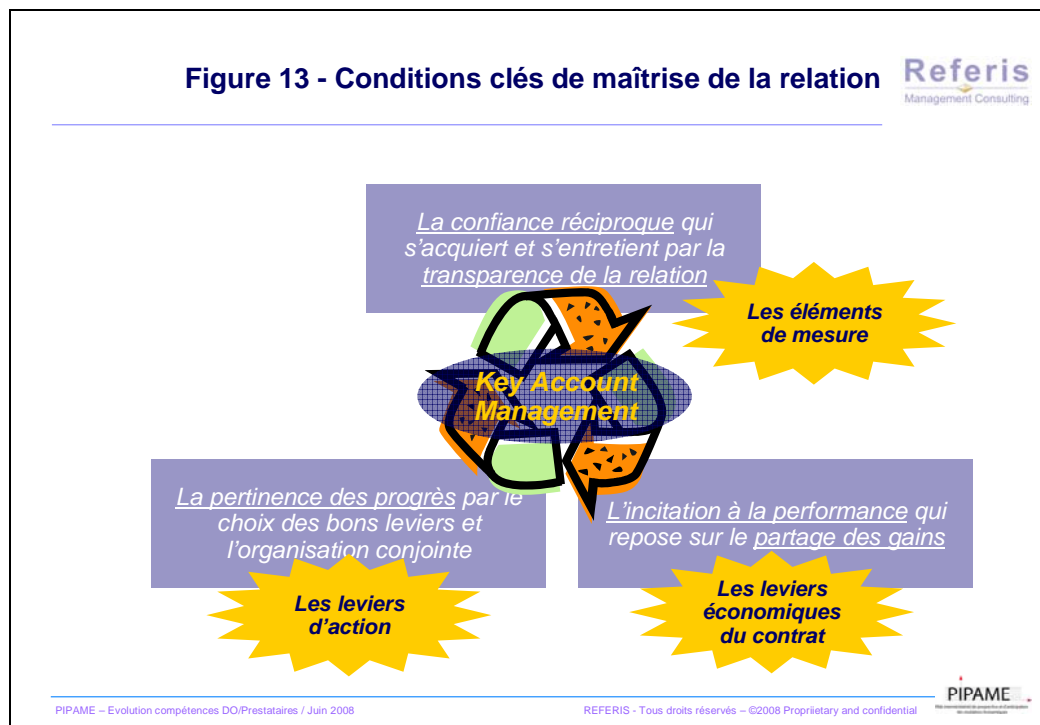 Figure 13 - Conditions clés de maîtrise de la relation
Referis
Management Consulting
La confiance réciproque qui
s'acquiert et s'entretient par la
transparence de la relation
Les éléments
de mesure
Key Account
Management
La pertinence des progrès par le
choix des bons leviers et
l'organisation conjointe
Les leviers
d'action
L'incitation à la performance qui
repose sur le partage des gains
Les leviers
économiques
du contrat
PIPAME – Evolution compétences DO/Prestataires / Juin 2008
REFERIS - Tous droits réservés – ©2008 Propriietary and confidential
PIPAME